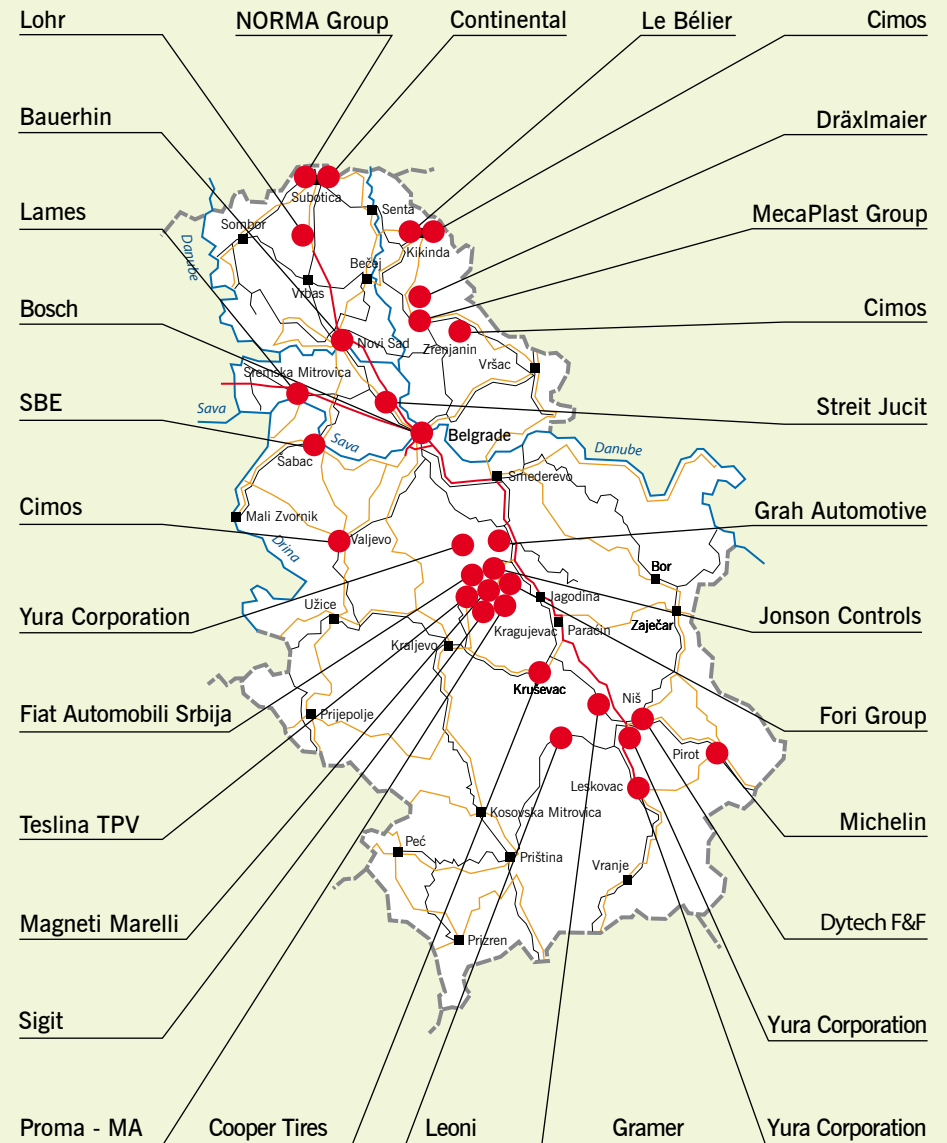 Lohr
NORMA Group
Continental
Le Bélier
Cimos
Bauerhin
Dräxlmaier
Lames
MecaPlast Group
Bosch
Cimos
SBE
Streit Jucit
Cimos
Grah Automotive
Yura Corporation
Jonson Controls
Fiat Automobili Srbija
Fori Group
Teslina TPV
Michelin
Magneti Marelli
Dytech F&F
Sigit
Yura Corporation
Proma - MA
Cooper Tires
Leoni
Gramer
Yura Corporation
Subotica
Senta
Sombor
Kikinda
Danube
Bečej
Vrbas
Novi Sad
Zrenjanin
Vršac
Sremska Mitrovica
Sava
Sava
Belgrade
Danube
Šabac
Smederevo
Mali Zvornik
Drina
Valjevo
Bor
Užice
Jagodina
Zaječar
Kragujevac
Paraćin
Kraljevo
Kruševac
Niš
Prijepolje
Pirot
Leskovac
Kosovska Mitrovica
Peć
Priština
Vranje
Prizren